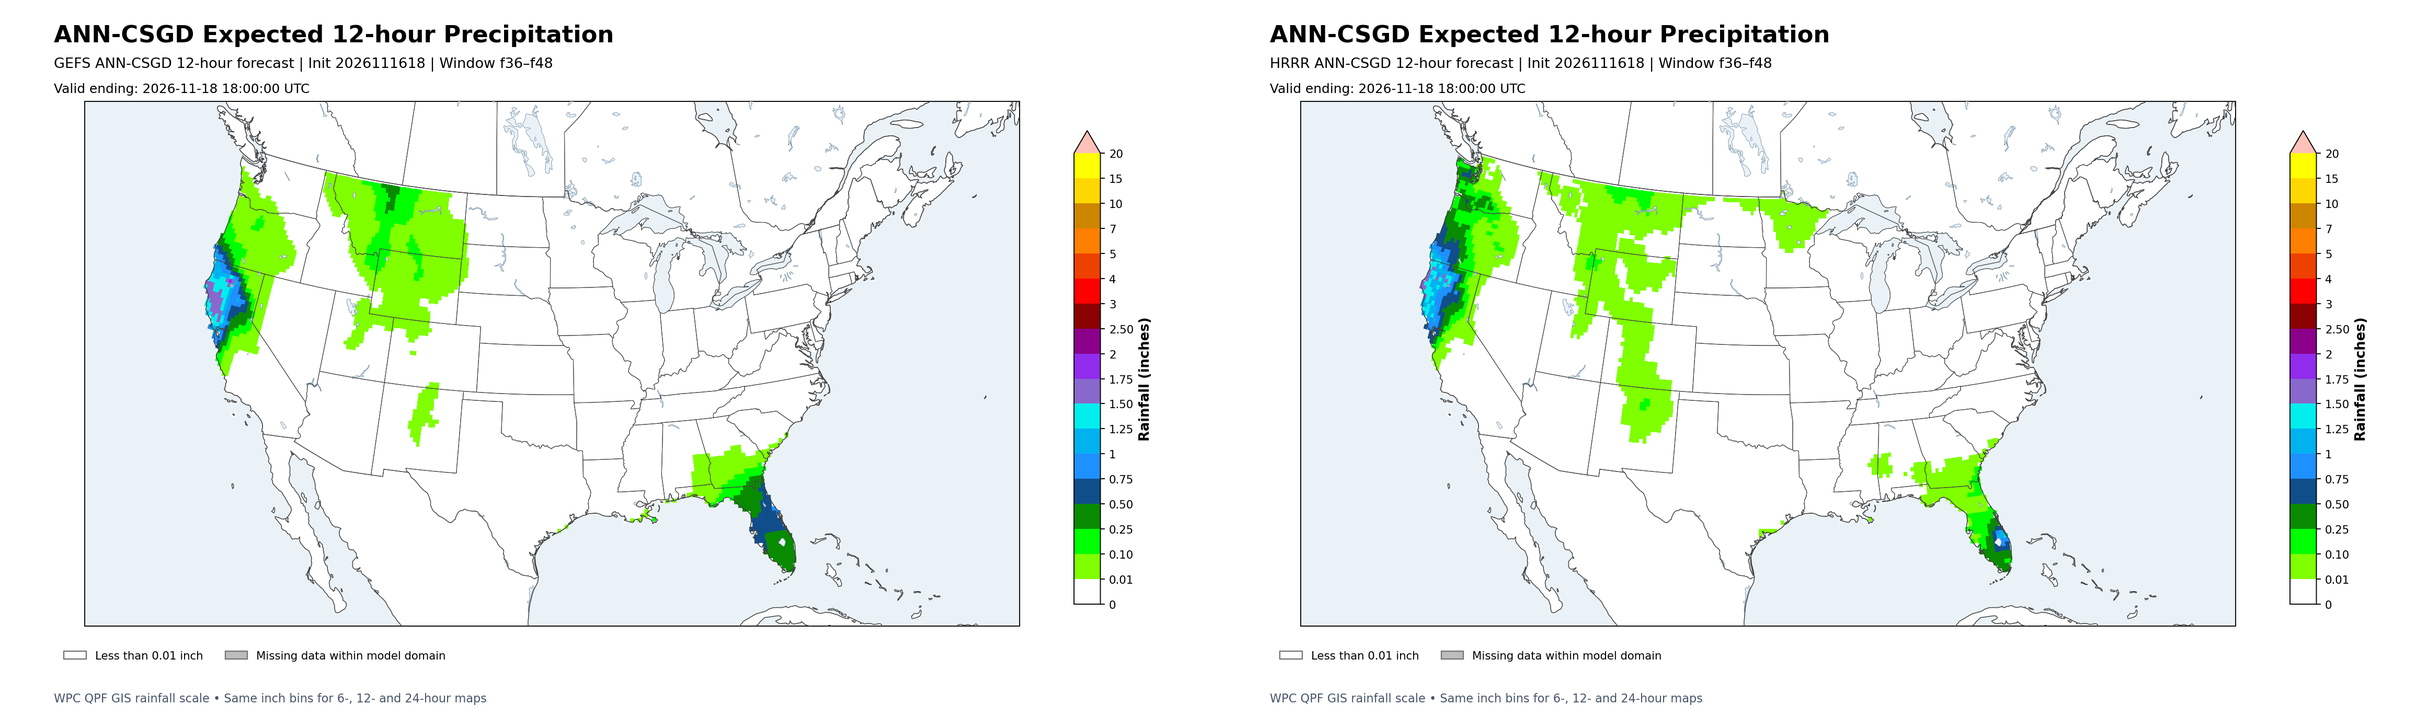 ANN-CSGD Expected 12-hour Precipitation
GEFS ANN-CSGD 12-hour forecast | Init 2026111618 | Window f36–f48
Valid ending: 2026-11-18 18:00:00 UTC
20
15
10
7
5
4
3
2.50
2
1.75
1.50
1.25
1
0.75
0.50
0.25
0.10
0.01
0
Rainfall (inches)
Less than 0.01 inch
Missing data within model domain
WPC QPF GIS rainfall scale • Same inch bins for 6-, 12- and 24-hour maps
ANN-CSGD Expected 12-hour Precipitation
HRRR ANN-CSGD 12-hour forecast | Init 2026111618 | Window f36–f48
Valid ending: 2026-11-18 18:00:00 UTC
20
15
10
7
5
4
3
2.50
2
1.75
1.50
1.25
1
0.75
0.50
0.25
0.10
0.01
0
Rainfall (inches)
Less than 0.01 inch
Missing data within model domain
WPC QPF GIS rainfall scale • Same inch bins for 6-, 12- and 24-hour maps